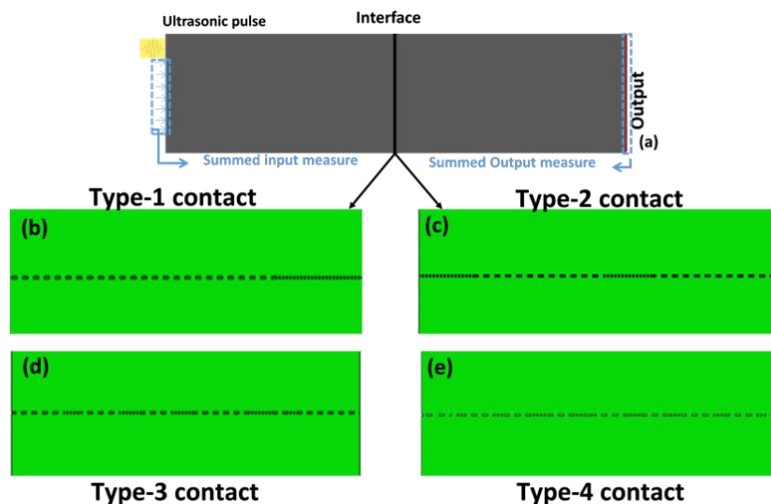 Interface
Ultrasonic pulse
Output
(a)
Summed input measure
Summed Output measure
Type-1 contact
Type-2 contact
(b)
(c)
(d)
(e)
Type-3 contact
Type-4 contact